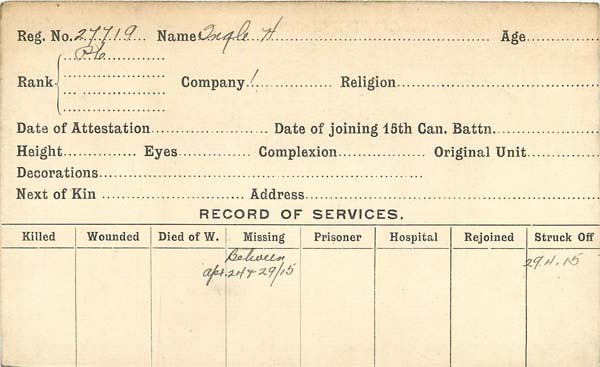 Reg. No. 27719 Name Ingle H Age
Pte
Rank Company 1 Religion
Date of Attestation Date of joining 15th Can. Battn.
Height Eyes Complexion Original Unit
Decorations
Next of Kin Address
RECORD OF SERVICES.
Killed Wounded Died of W. Missing Prisoner Hospital Rejoined Struck Off
Between
apr. 24 & 29/15 29.4.15